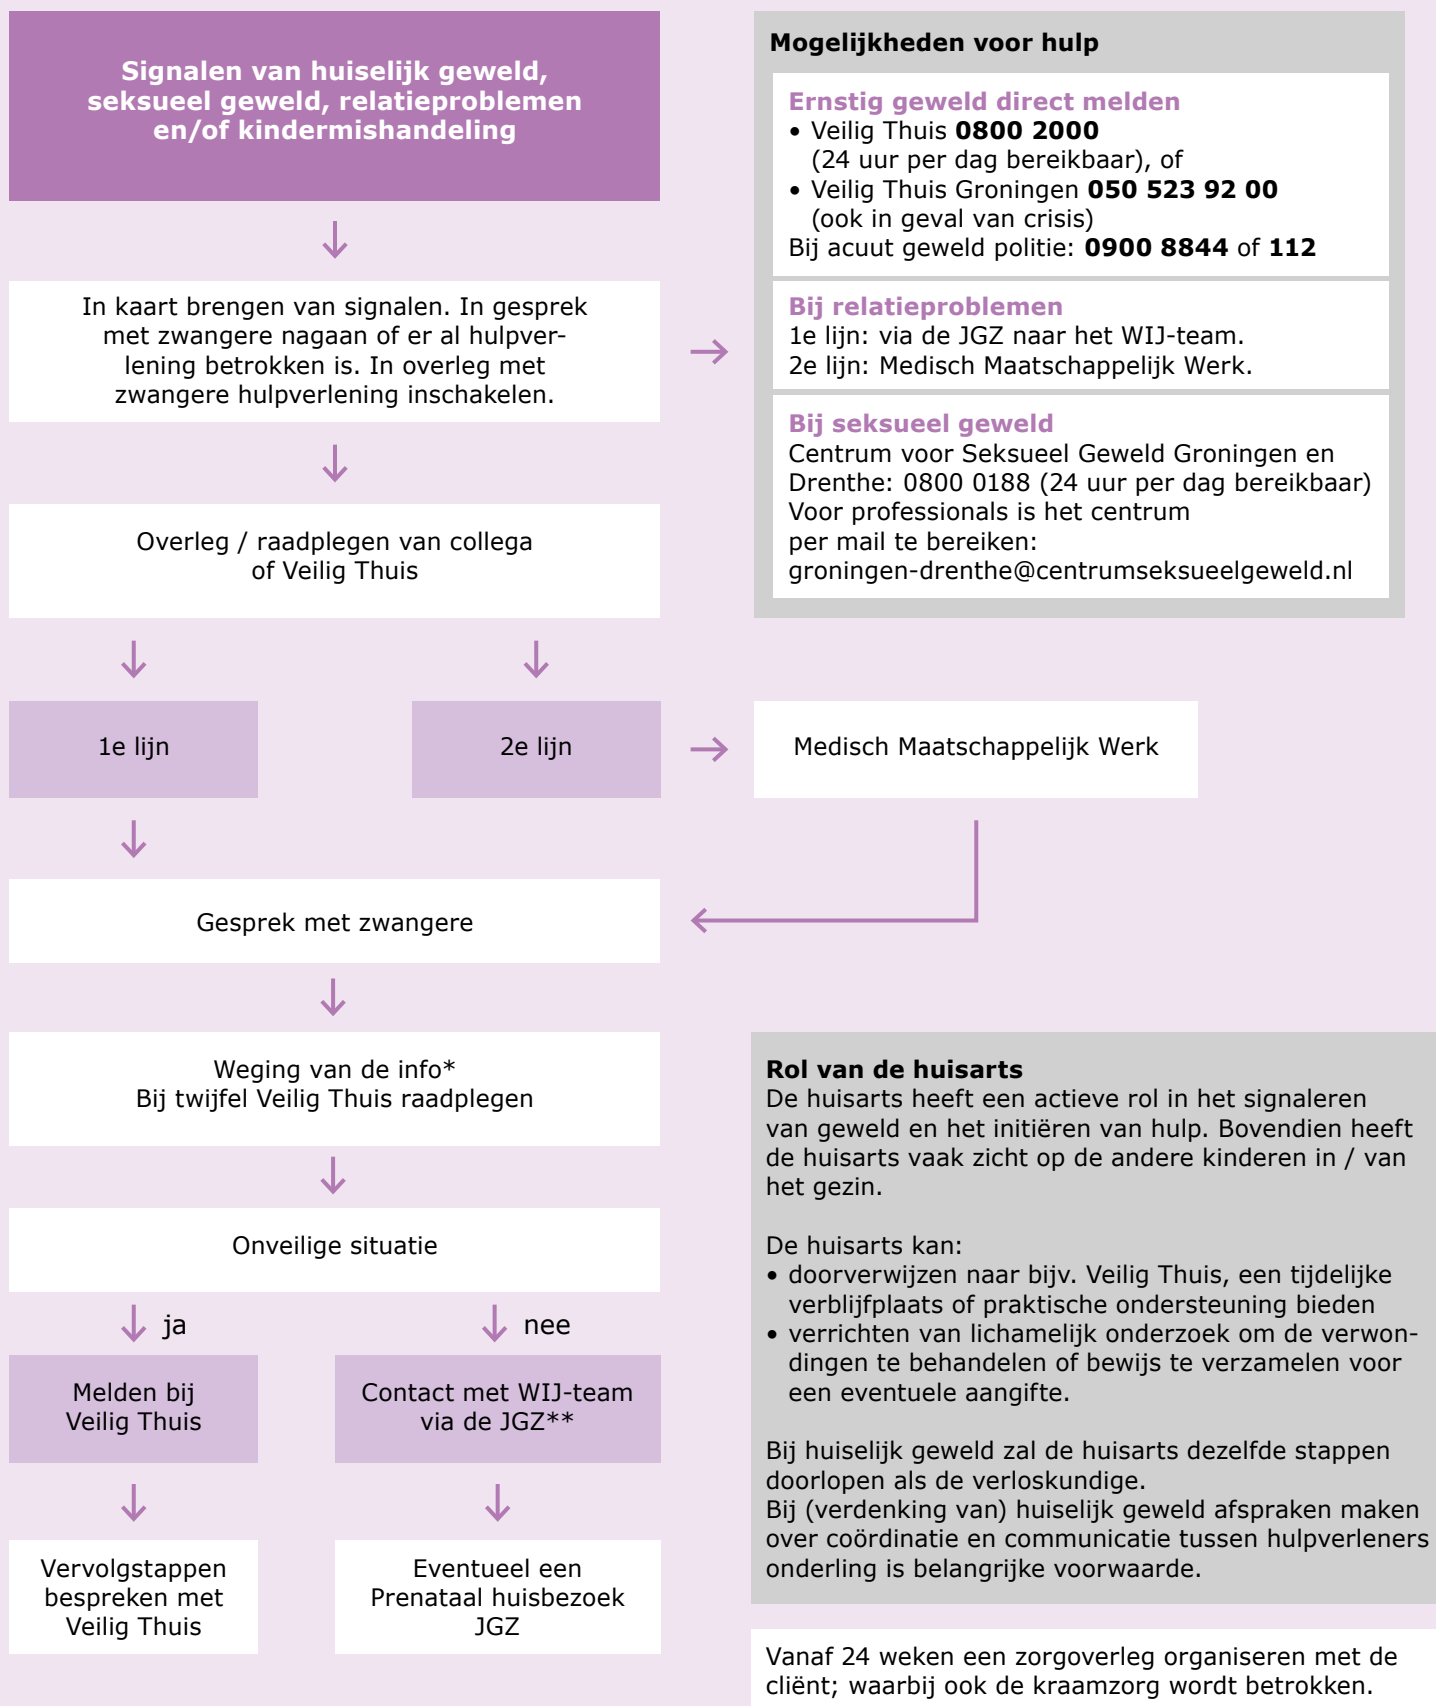 Signalen van huiselijk geweld,
seksueel geweld, relatieproblemen
en/of kindermishandeling
In kaart brengen van signalen. In gesprek
met zwangere nagaan of er al hulpver-
lening betrokken is. In overleg met
zwangere hulpverlening inschakelen.
Mogelijkheden voor hulp
Ernstig geweld direct melden
• Veilig Thuis 0800 2000
(24 uur per dag bereikbaar), of
• Veilig Thuis Groningen 050 523 92 00
(ook in geval van crisis)
Bij acuut geweld politie: 0900 8844 of 112
Bij relatieproblemen
1e lijn: via de JGZ naar het WIJ-team.
2e lijn: Medisch Maatschappelijk Werk.
Bij seksueel geweld
Centrum voor Seksueel Geweld Groningen en
Drenthe: 0800 0188 (24 uur per dag bereikbaar)
Voor professionals is het centrum
per mail te bereiken:
groningen-drenthe@centrumseksueelgeweld.nl
Overleg / raadplegen van collega
of Veilig Thuis
1e lijn
2e lijn
Medisch Maatschappelijk Werk
Gesprek met zwangere
Weging van de info*
Bij twijfel Veilig Thuis raadplegen
Onveilige situatie
ja
nee
Melden bij
Veilig Thuis
Contact met WIJ-team
via de JGZ**
Vervolgstappen
bespreken met
Veilig Thuis
Eventueel een
Prenataal huisbezoek
JGZ
Rol van de huisarts
De huisarts heeft een actieve rol in het signaleren
van geweld en het initiëren van hulp. Bovendien heeft
de huisarts vaak zicht op de andere kinderen in / van
het gezin.
De huisarts kan:
• doorverwijzen naar bijv. Veilig Thuis, een tijdelijke
verblijfplaats of praktische ondersteuning bieden
• verrichten van lichamelijk onderzoek om de verwon-
dingen te behandelen of bewijs te verzamelen voor
een eventuele aangifte.
Bij huiselijk geweld zal de huisarts dezelfde stappen
doorlopen als de verloskundige.
Bij (verdenking van) huiselijk geweld afspraken maken
over coördinatie en communicatie tussen hulpverleners
onderling is belangrijke voorwaarde.
Vanaf 24 weken een zorgoverleg organiseren met de
cliënt; waarbij ook de kraamzorg wordt betrokken.